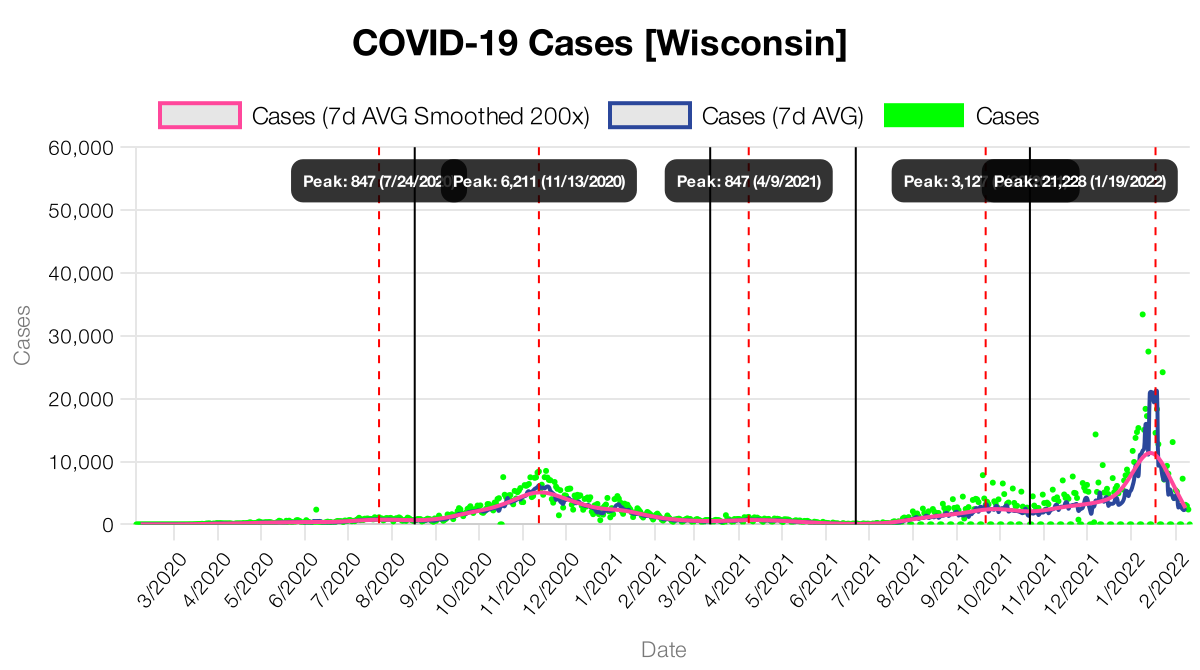 COVID-19 Cases [Wisconsin]
Cases (7d AVG Smoothed 200x)
Cases (7d AVG)
Cases
60,000
50,000
40,000
30,000
20,000
10,000
0
Cases
Peak: 847 (7/24/202
Peak: 6,211 (11/13/2020)
Peak: 847 (4/9/2021)
Peak: 3,127
Peak: 21,228 (1/19/2022)
3/2020
4/2020
5/2020
6/2020
7/2020
8/2020
9/2020
10/2020
11/2020
12/2020
1/2021
2/2021
3/2021
4/2021
5/2021
6/2021
7/2021
8/2021
9/2021
10/2021
11/2021
12/2021
1/2022
2/2022
Date